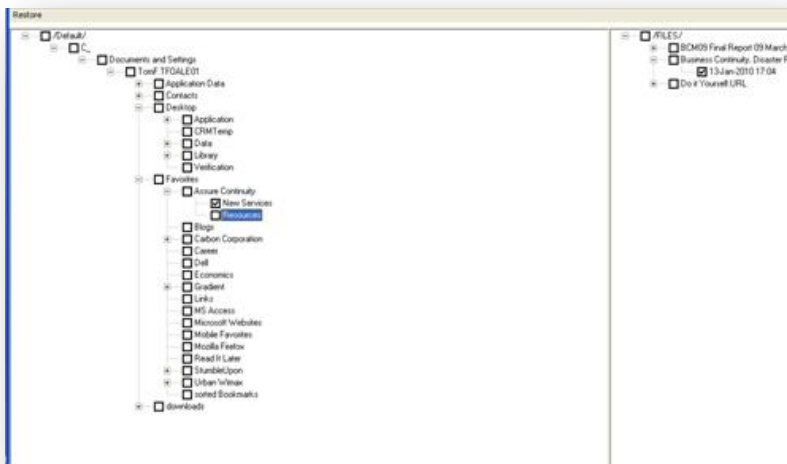 Restore
/Default/
C_
Documents and Settings
TomF.TFOALE01
Application Data
Contacts
Desktop
Application
CRMTemp
Data
Library
Verification
Favorites
Assure Continuity
New Services
Resources
Blogs
Carbon Corporation
Career
Dell
Economics
Gradient
Links
MS Access
Microsoft Websites
Mobile Favorites
Mozilla Firefox
Read It Later
StumbleUpon
Urban Wimax
sorted Bookmarks
downloads
/FILES/
BCM09 Final Report 09 March
Business Continuity, Disaster
13-Jan-2010 17:04
Do it Yourself.URL